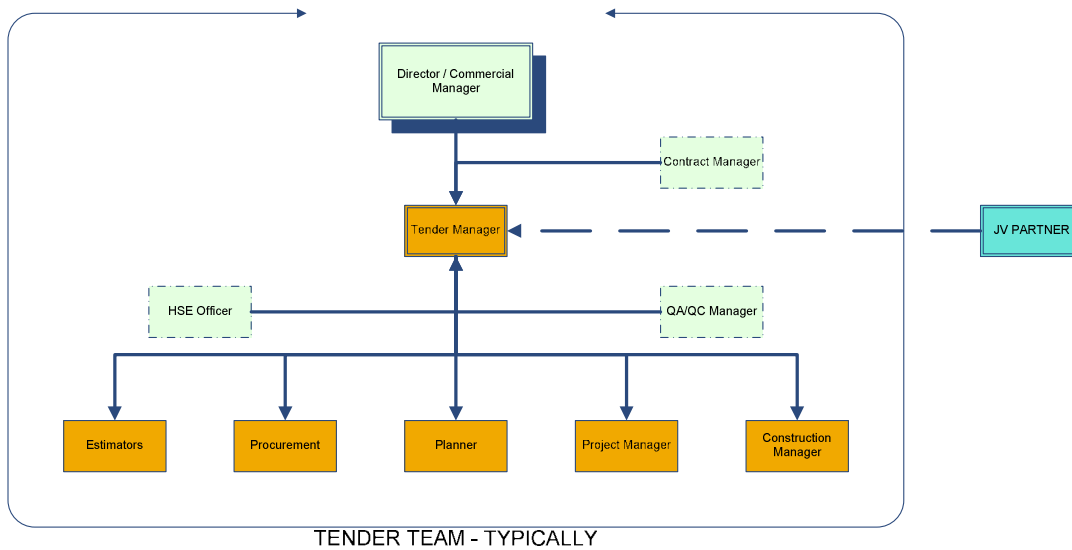 Director / Commercial
Manager
Contract Manager
Tender Manager
JV PARTNER
HSE Officer
QA/QC Manager
Estimators
Procurement
Planner
Project Manager
Construction
Manager
TENDER TEAM - TYPICALLY